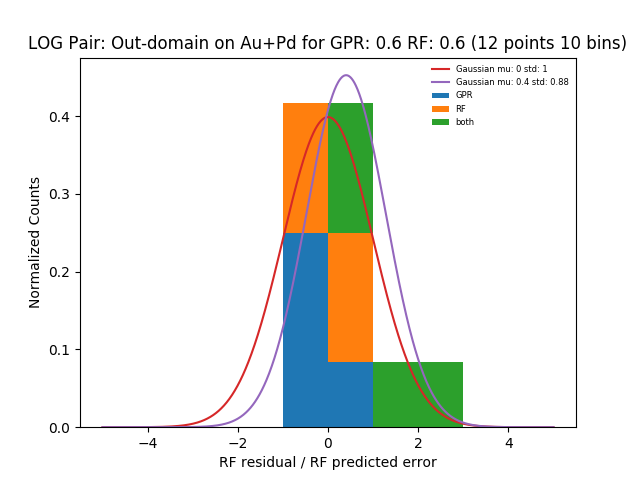 LOG Pair: Out-domain on Au+Pd for GPR: 0.6 RF: 0.6 (12 points 10 bins)
Gaussian mu: 0 std: 1
Gaussian mu: 0.4 std: 0.88
GPR
RF
both
Normalized Counts
0.4
0.3
0.2
0.1
0.0
−4 −2 0 2 4
RF residual / RF predicted error